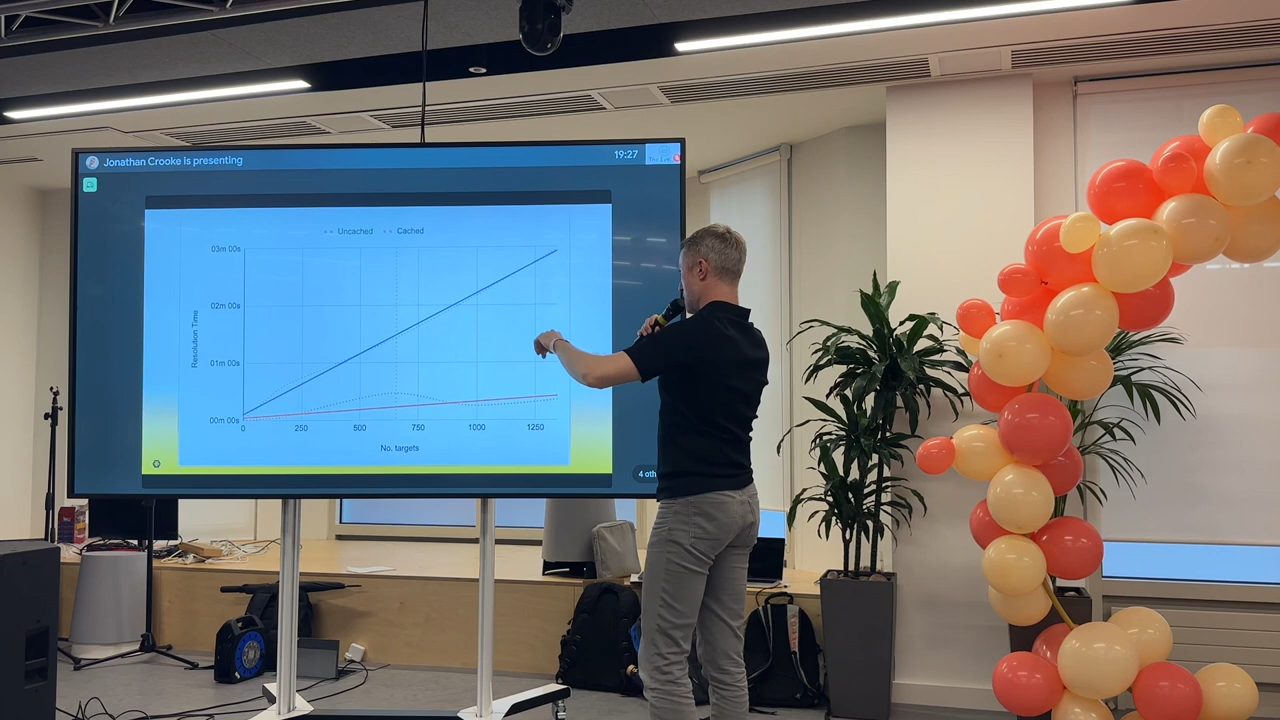 Jonathan Crooke is presenting
19:27
Uncached Cached
03m 00s
02m 00s
Resolution Time
01m 00s
00m 00s
0 250 500 750 1000 1250
No. targets
4 oth